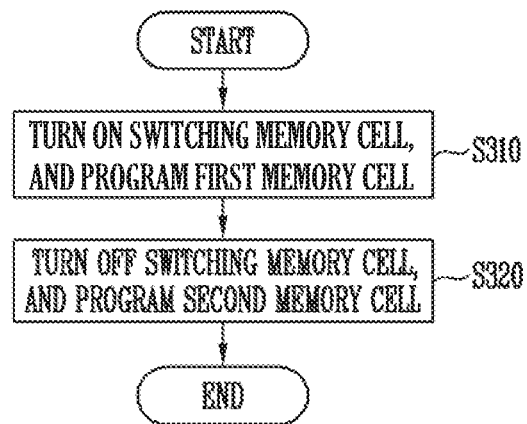 START
TURN ON SWITCHING MEMORY CELL,
AND PROGRAM FIRST MEMORY CELL
S310
TURN OFF SWITCHING MEMORY CELL,
AND PROGRAM SECOND MEMORY CELL
S320
END